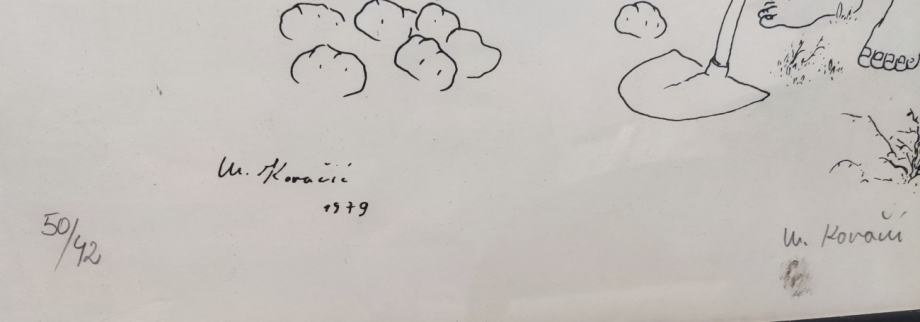 M. Kovačić
1979
50/42
M. Kovačić